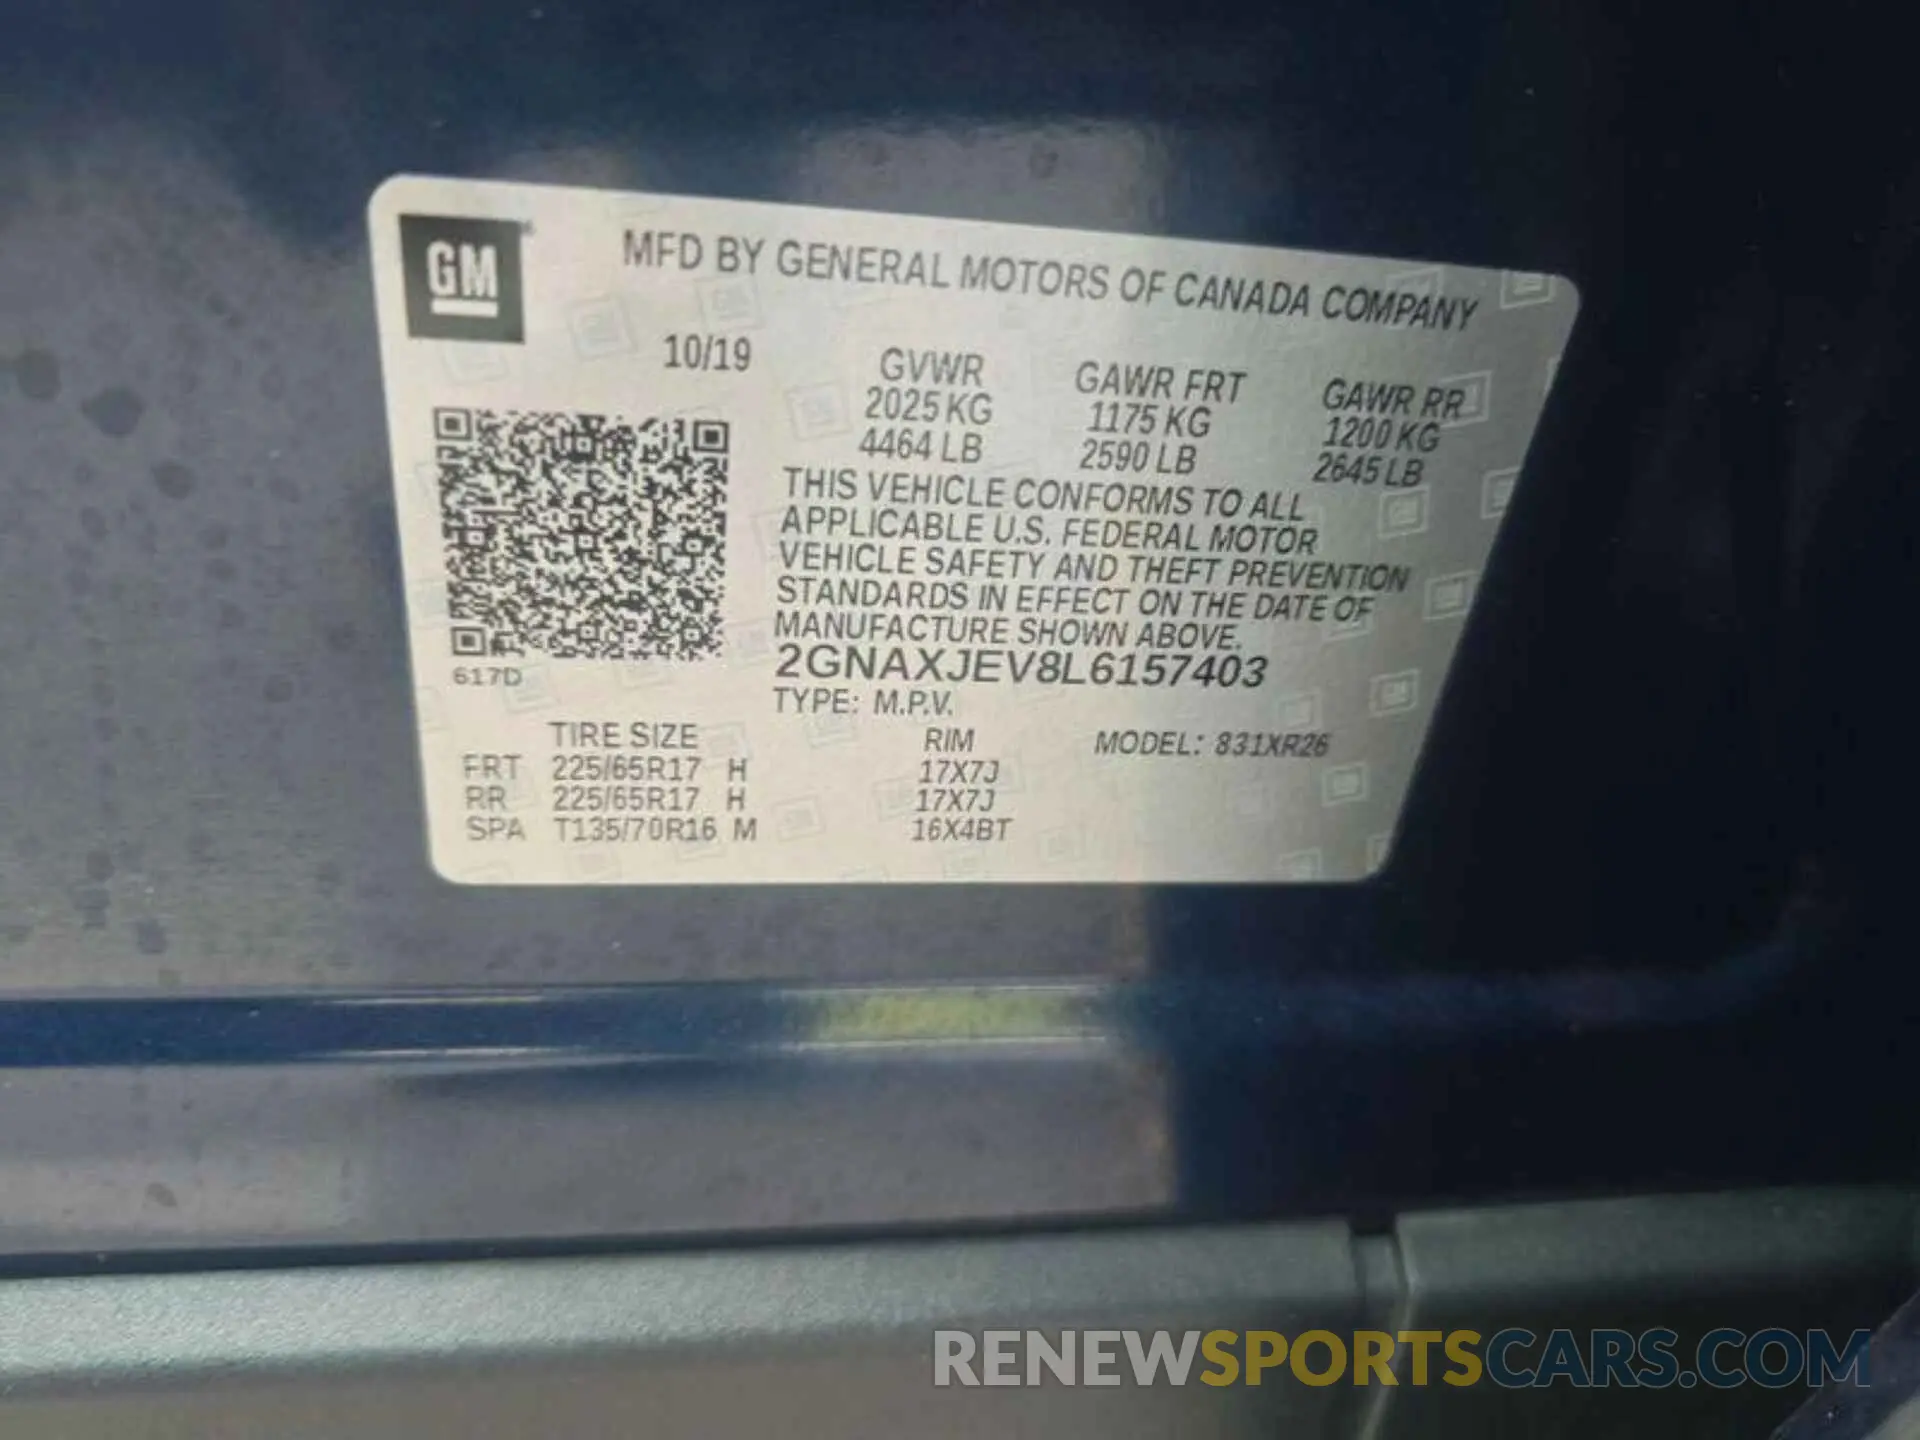 GM
MFD BY GENERAL MOTORS OF CANADA COMPANY
10/19
GVWR GAWR FRT GAWR RR
2025 KG 1175 KG 1200 KG
4464 LB 2590 LB 2645 LB
THIS VEHICLE CONFORMS TO ALL
APPLICABLE U.S. FEDERAL MOTOR
VEHICLE SAFETY AND THEFT PREVENTION
STANDARDS IN EFFECT ON THE DATE OF
MANUFACTURE SHOWN ABOVE.
2GNAXJEV8L6157403
617D
TYPE: M.P.V.
TIRE SIZE RIM MODEL: 831XR26
FRT 225/65R17 H 17X7J
RR 225/65R17 H 17X7J
SPA T135/70R16 M 16X4BT
RENEWSPORTSCARS.COM